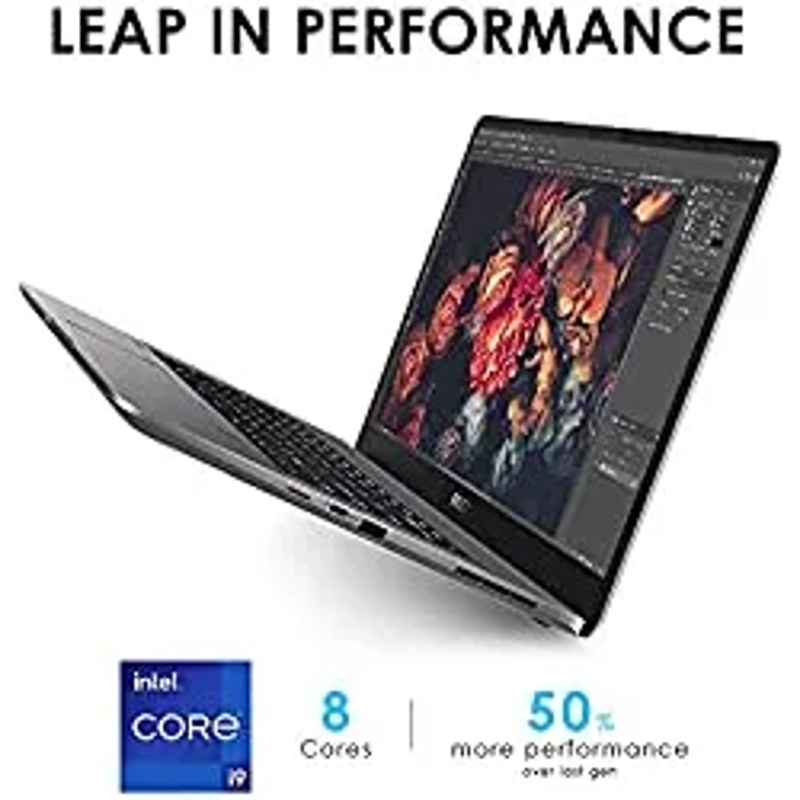 LEAP IN PERFORMANCE
intel
CORE
i9
8
Cores
50%
more performance
over last gen